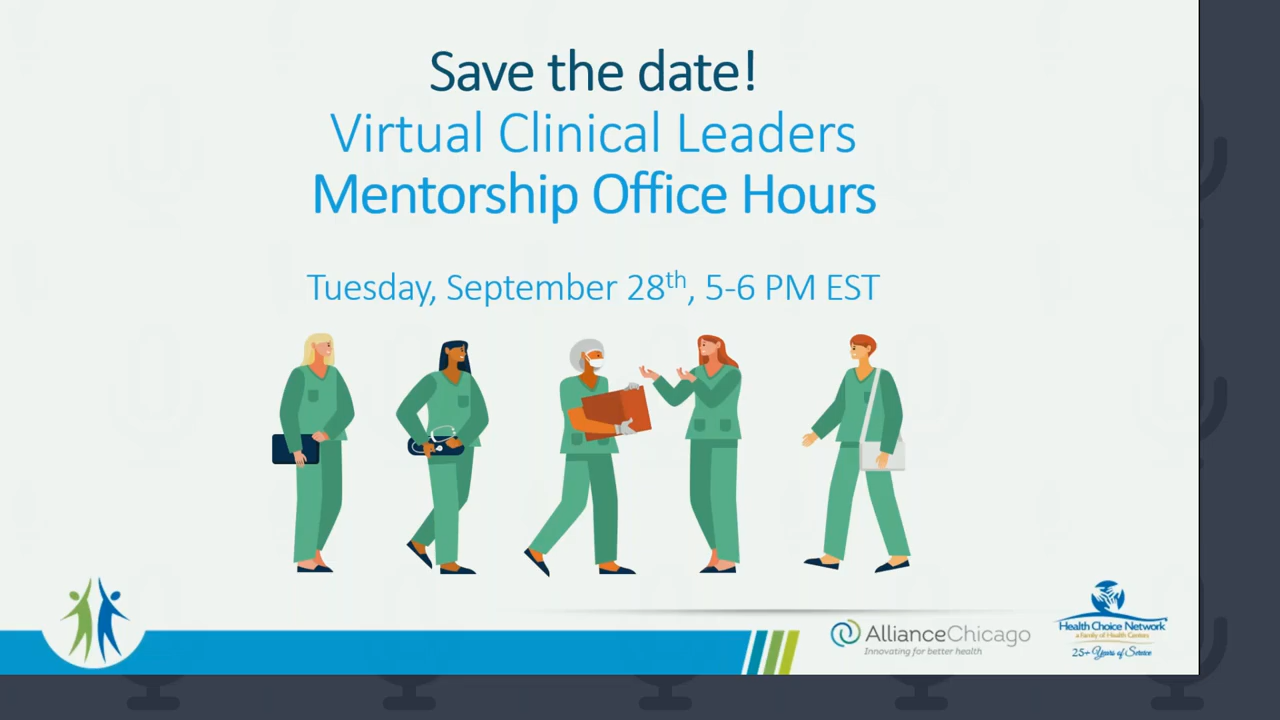 Save the date!
Virtual Clinical Leaders
Mentorship Office Hours
Tuesday, September 28th, 5-6 PM EST
AllianceChicago
Innovating for better health
Health Choice Network
a Family of Health Centers
25+ Years of Service